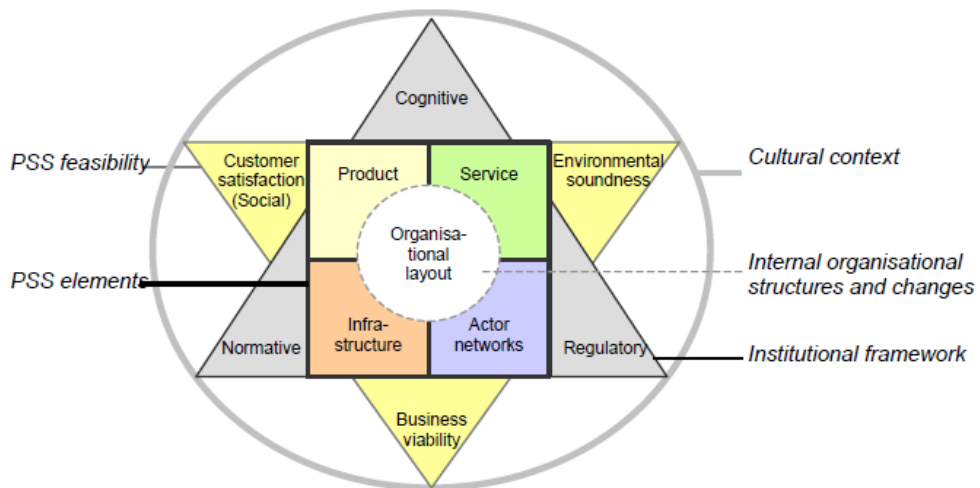 Cognitive
PSS feasibility
Customer
satisfaction
(Social)
Product
Service
Environmental
soundness
Cultural context
Organisa-
tional
layout
PSS elements
Internal organisational
structures and changes
Normative
Infra-
structure
Actor
networks
Regulatory
Institutional framework
Business
viability